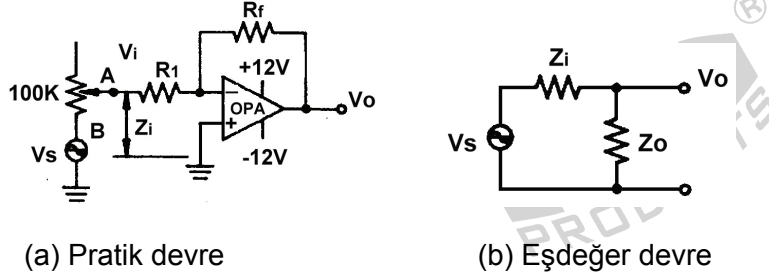 Rf
Vi
R1
+12V
A
100K
OPA
Vo
B
Zi
Vs
-12V
Zi
Vo
Vs
Zo
(a) Pratik devre
(b) Eşdeğer devre
®